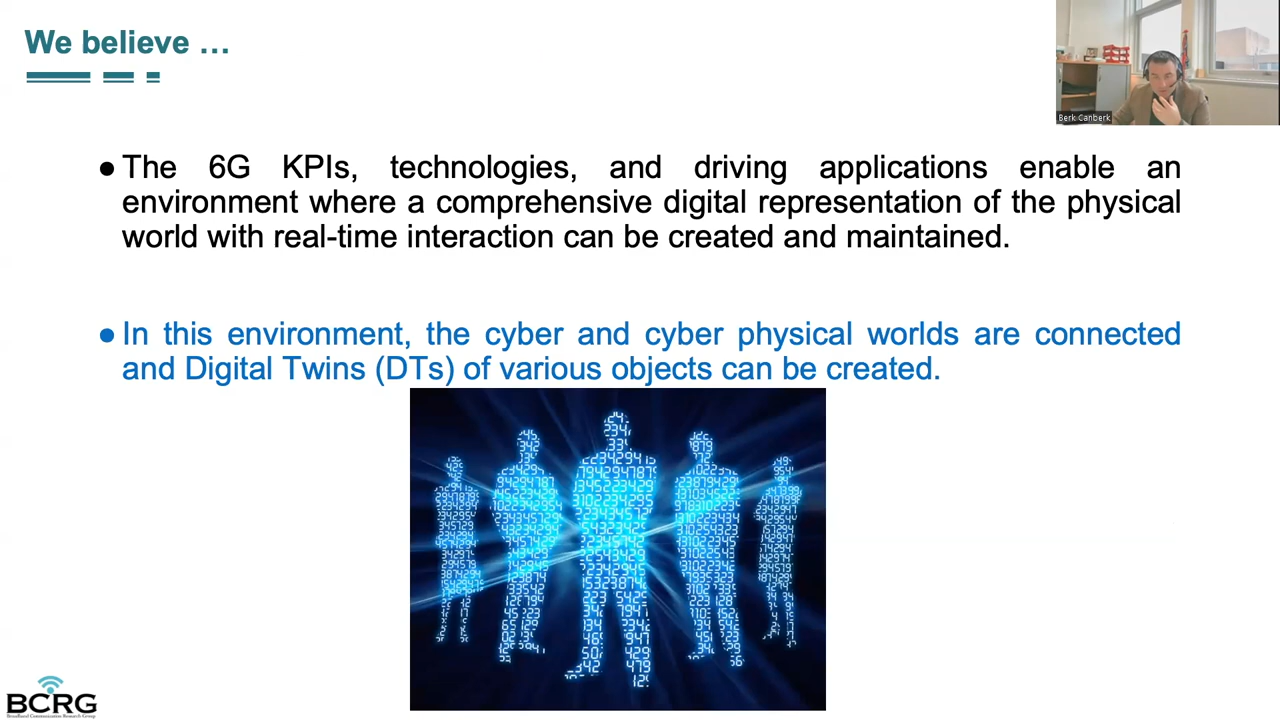 We believe …
Berk Canberk
● The 6G KPIs, technologies, and driving applications enable an
environment where a comprehensive digital representation of the physical
world with real-time interaction can be created and maintained.
● In this environment, the cyber and cyber physical worlds are connected
and Digital Twins (DTs) of various objects can be created.
BCRG
Broadband Communication Research Group